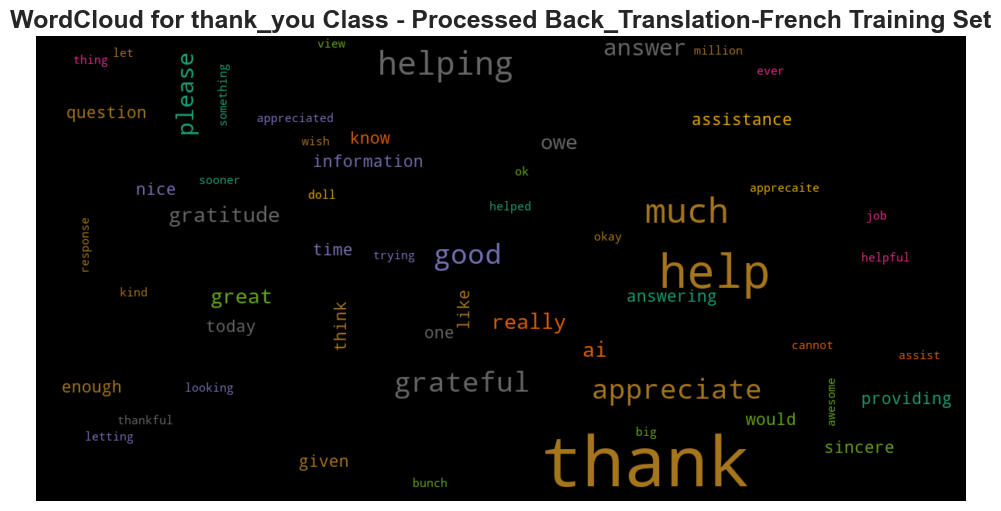 WordCloud for thank_you Class - Processed Back_Translation-French Training Set
view
helping
answer
million
let
thing
please
something
ever
question
appreciated
assistance
wish
know
owe
information
ok
nice
sooner
doll
apprecaite
gratitude
helped
much
job
response
time
trying
good
okay
help
helpful
kind
great
like
answering
today
think
one
really
ai
cannot
assist
enough
looking
grateful
appreciate
awesome
providing
thankful
letting
big
would
thank
sincere
given
bunch